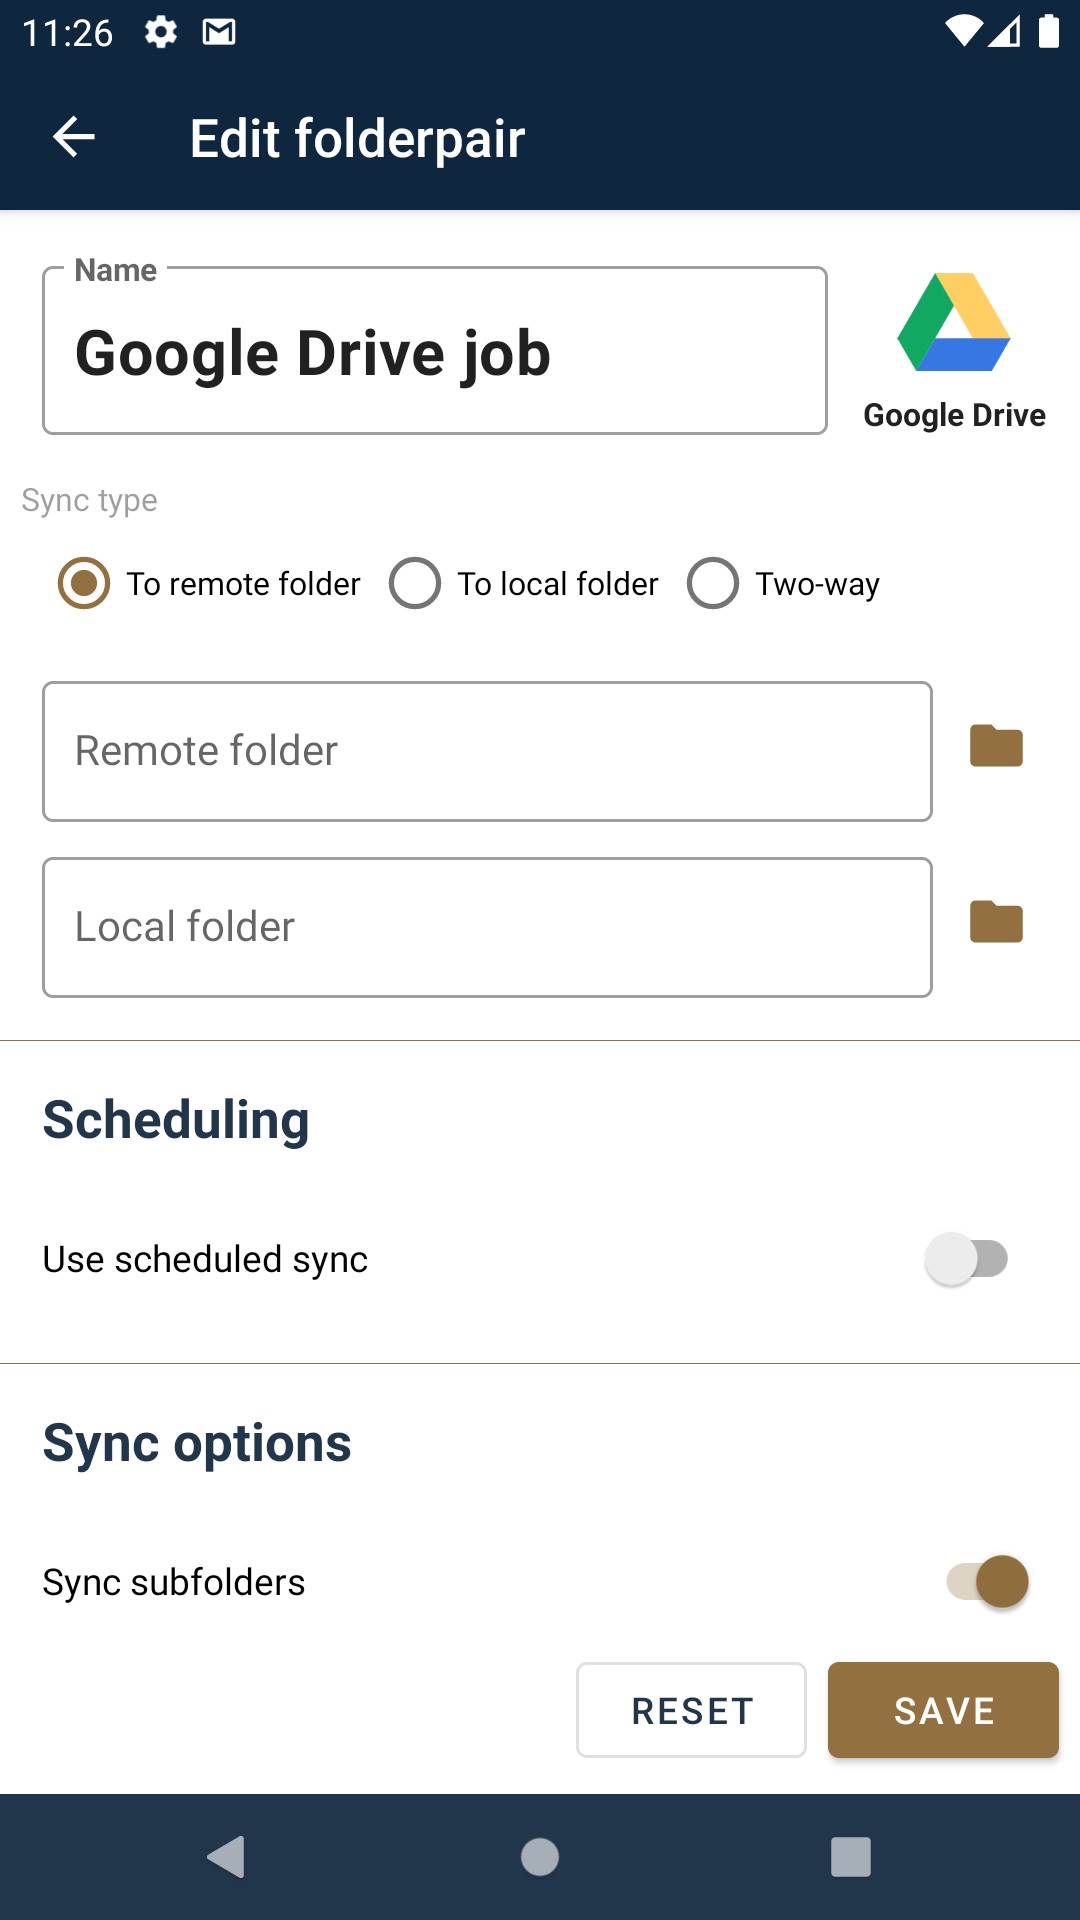 11:26
Edit folderpair
Name
Google Drive job
Google Drive
Sync type
To remote folder To local folder Two-way
Remote folder
Local folder
Scheduling
Use scheduled sync
Sync options
Sync subfolders
RESET SAVE